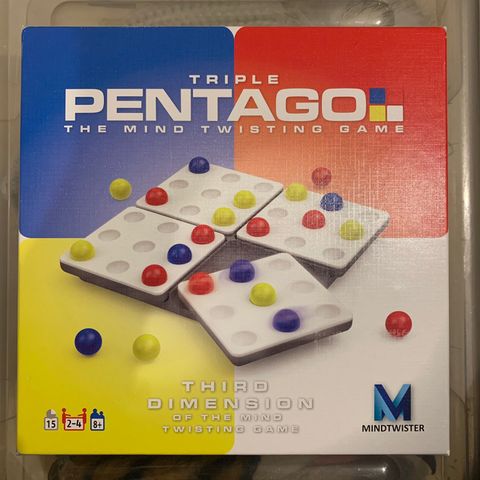 TRIPLE
PENTAGO
THE MIND TWISTING GAME
THIRD
DIMENSION
OF THE MIND
TWISTING GAME
15 2-4 8+
M
MINDTWISTER